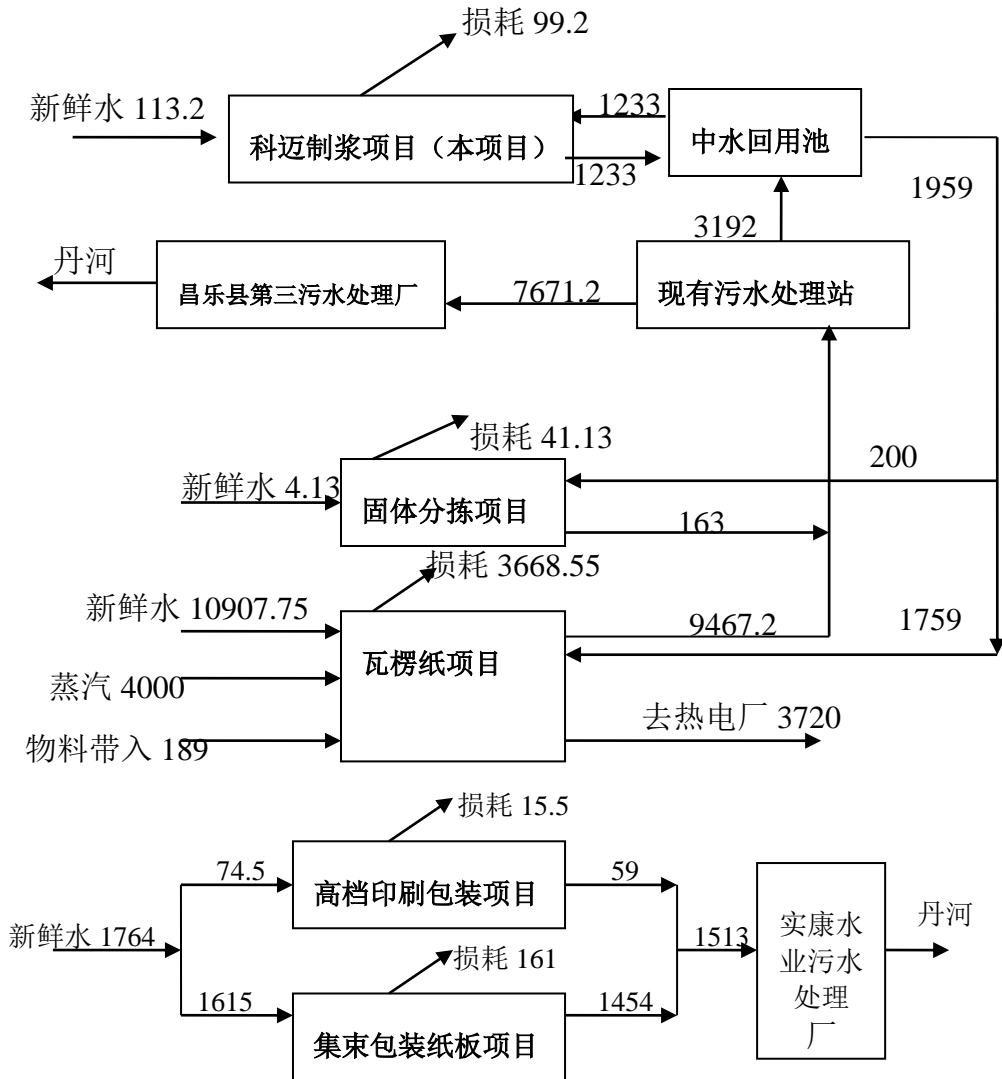 损耗 99.2
新鲜水 113.2
1233
科迈制浆项目（本项目）
中水回用池
1233
1959
3192
丹河
昌乐县第三污水处理厂
7671.2
现有污水处理站
损耗 41.13
200
新鲜水 4.13
固体分拣项目
163
损耗 3668.55
新鲜水 10907.75
9467.2
1759
瓦楞纸项目
蒸汽 4000
去热电厂 3720
物料带入 189
损耗 15.5
74.5
高档印刷包装项目
59
新鲜水 1764
1513
实康水
业污水
处理
厂
丹河
损耗 161
1615
1454
集束包装纸板项目